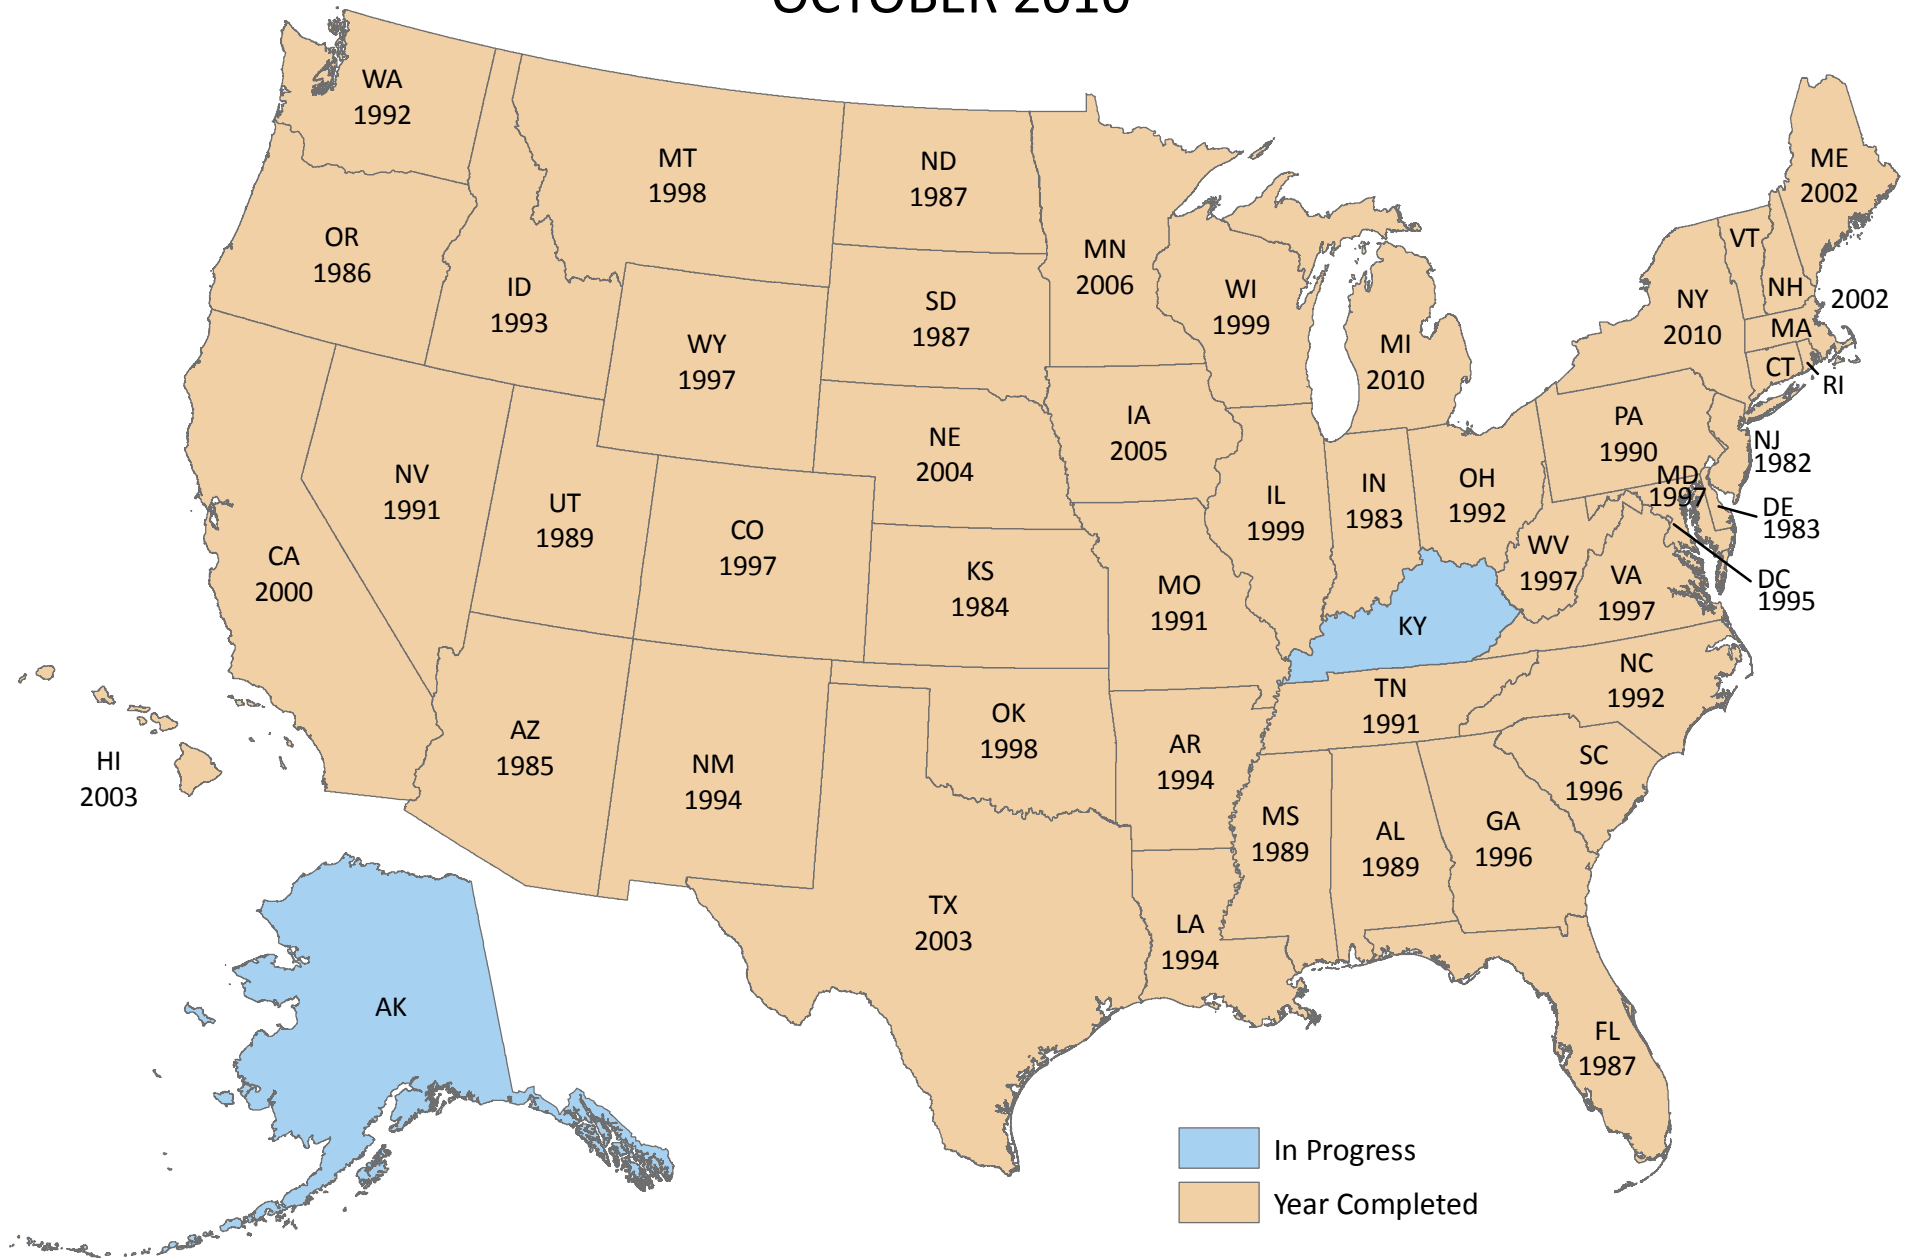 OCTOBER 2010
WA
1992
MT
1998
ND
1987
ME
2002
OR
1986
ID
1993
MN
2006
VT
NH
2002
WY
1997
SD
1987
WI
1999
MI
2010
NY
2010
MA
CT
RI
NE
2004
IA
2005
PA
1990
NJ
1982
NV
1991
UT
1989
CO
1997
IL
1999
IN
1983
OH
1992
MD
1997
DE
1983
CA
2000
KS
1984
MO
1991
WV
1997
VA
1997
DC
1995
KY
NC
1992
TN
1991
AZ
1985
NM
1994
OK
1998
AR
1994
SC
1996
HI
2003
MS
1989
AL
1989
GA
1996
TX
2003
LA
1994
AK
FL
1987
In Progress
Year Completed